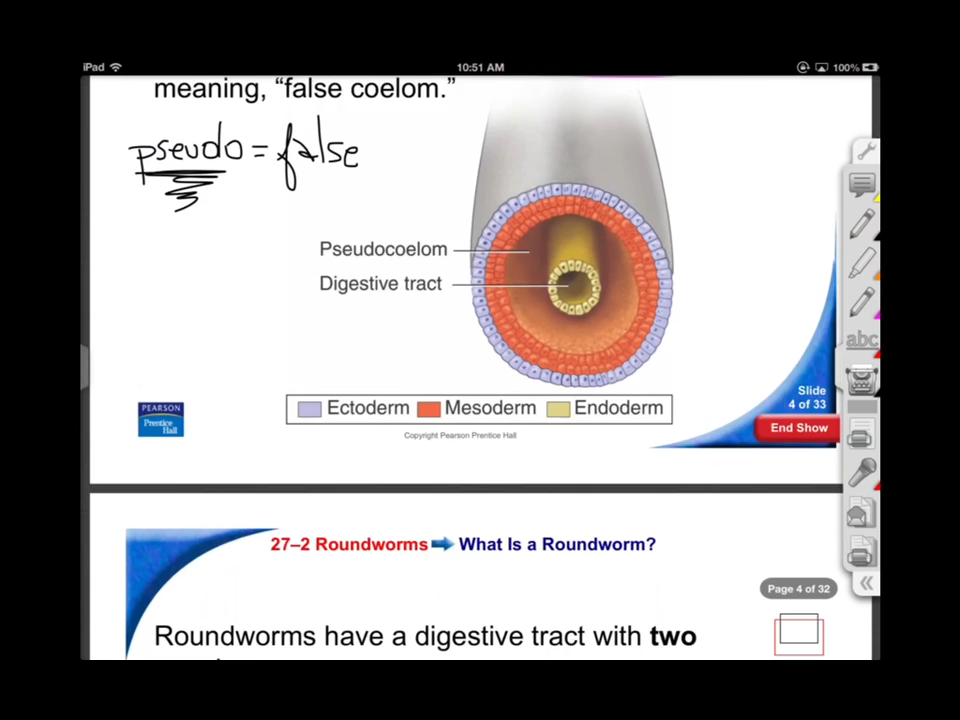 iPad 10:51 AM 100%
meaning, “false coelom.”
pseudo = false
Pseudocoelom
Digestive tract
Ectoderm Mesoderm Endoderm
Copyright Pearson Prentice Hall
PEARSON
Prentice
Hall
Slide
4 of 33
End Show
abc
27–2 Roundworms What Is a Roundworm?
Page 4 of 32
Roundworms have a digestive tract with two